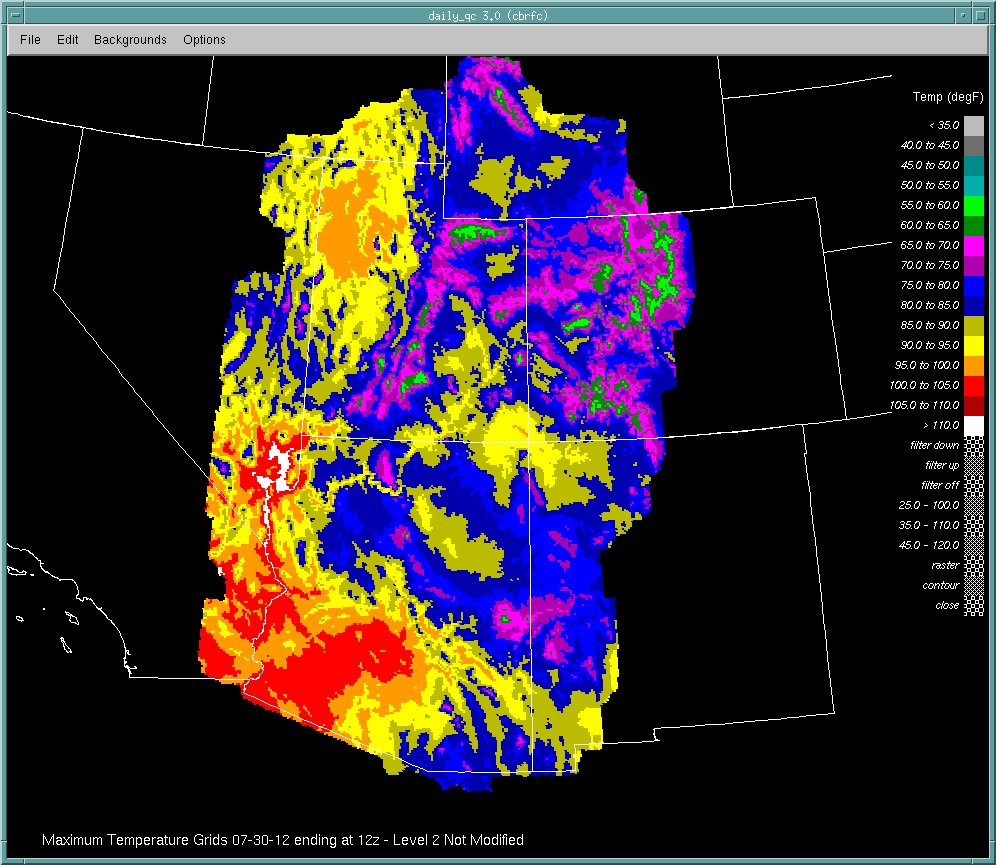 daily_qc 3.0 (cbrfc)
File Edit Backgrounds Options
Temp (degF)
< 35.0
40.0 to 45.0
45.0 to 50.0
50.0 to 55.0
55.0 to 60.0
60.0 to 65.0
65.0 to 70.0
70.0 to 75.0
75.0 to 80.0
80.0 to 85.0
85.0 to 90.0
90.0 to 95.0
95.0 to 100.0
100.0 to 105.0
105.0 to 110.0
> 110.0
filter down
filter up
filter off
25.0 - 100.0
35.0 - 110.0
45.0 - 120.0
raster
contour
close
Maximum Temperature Grids 07-30-12 ending at 12z - Level 2 Not Modified